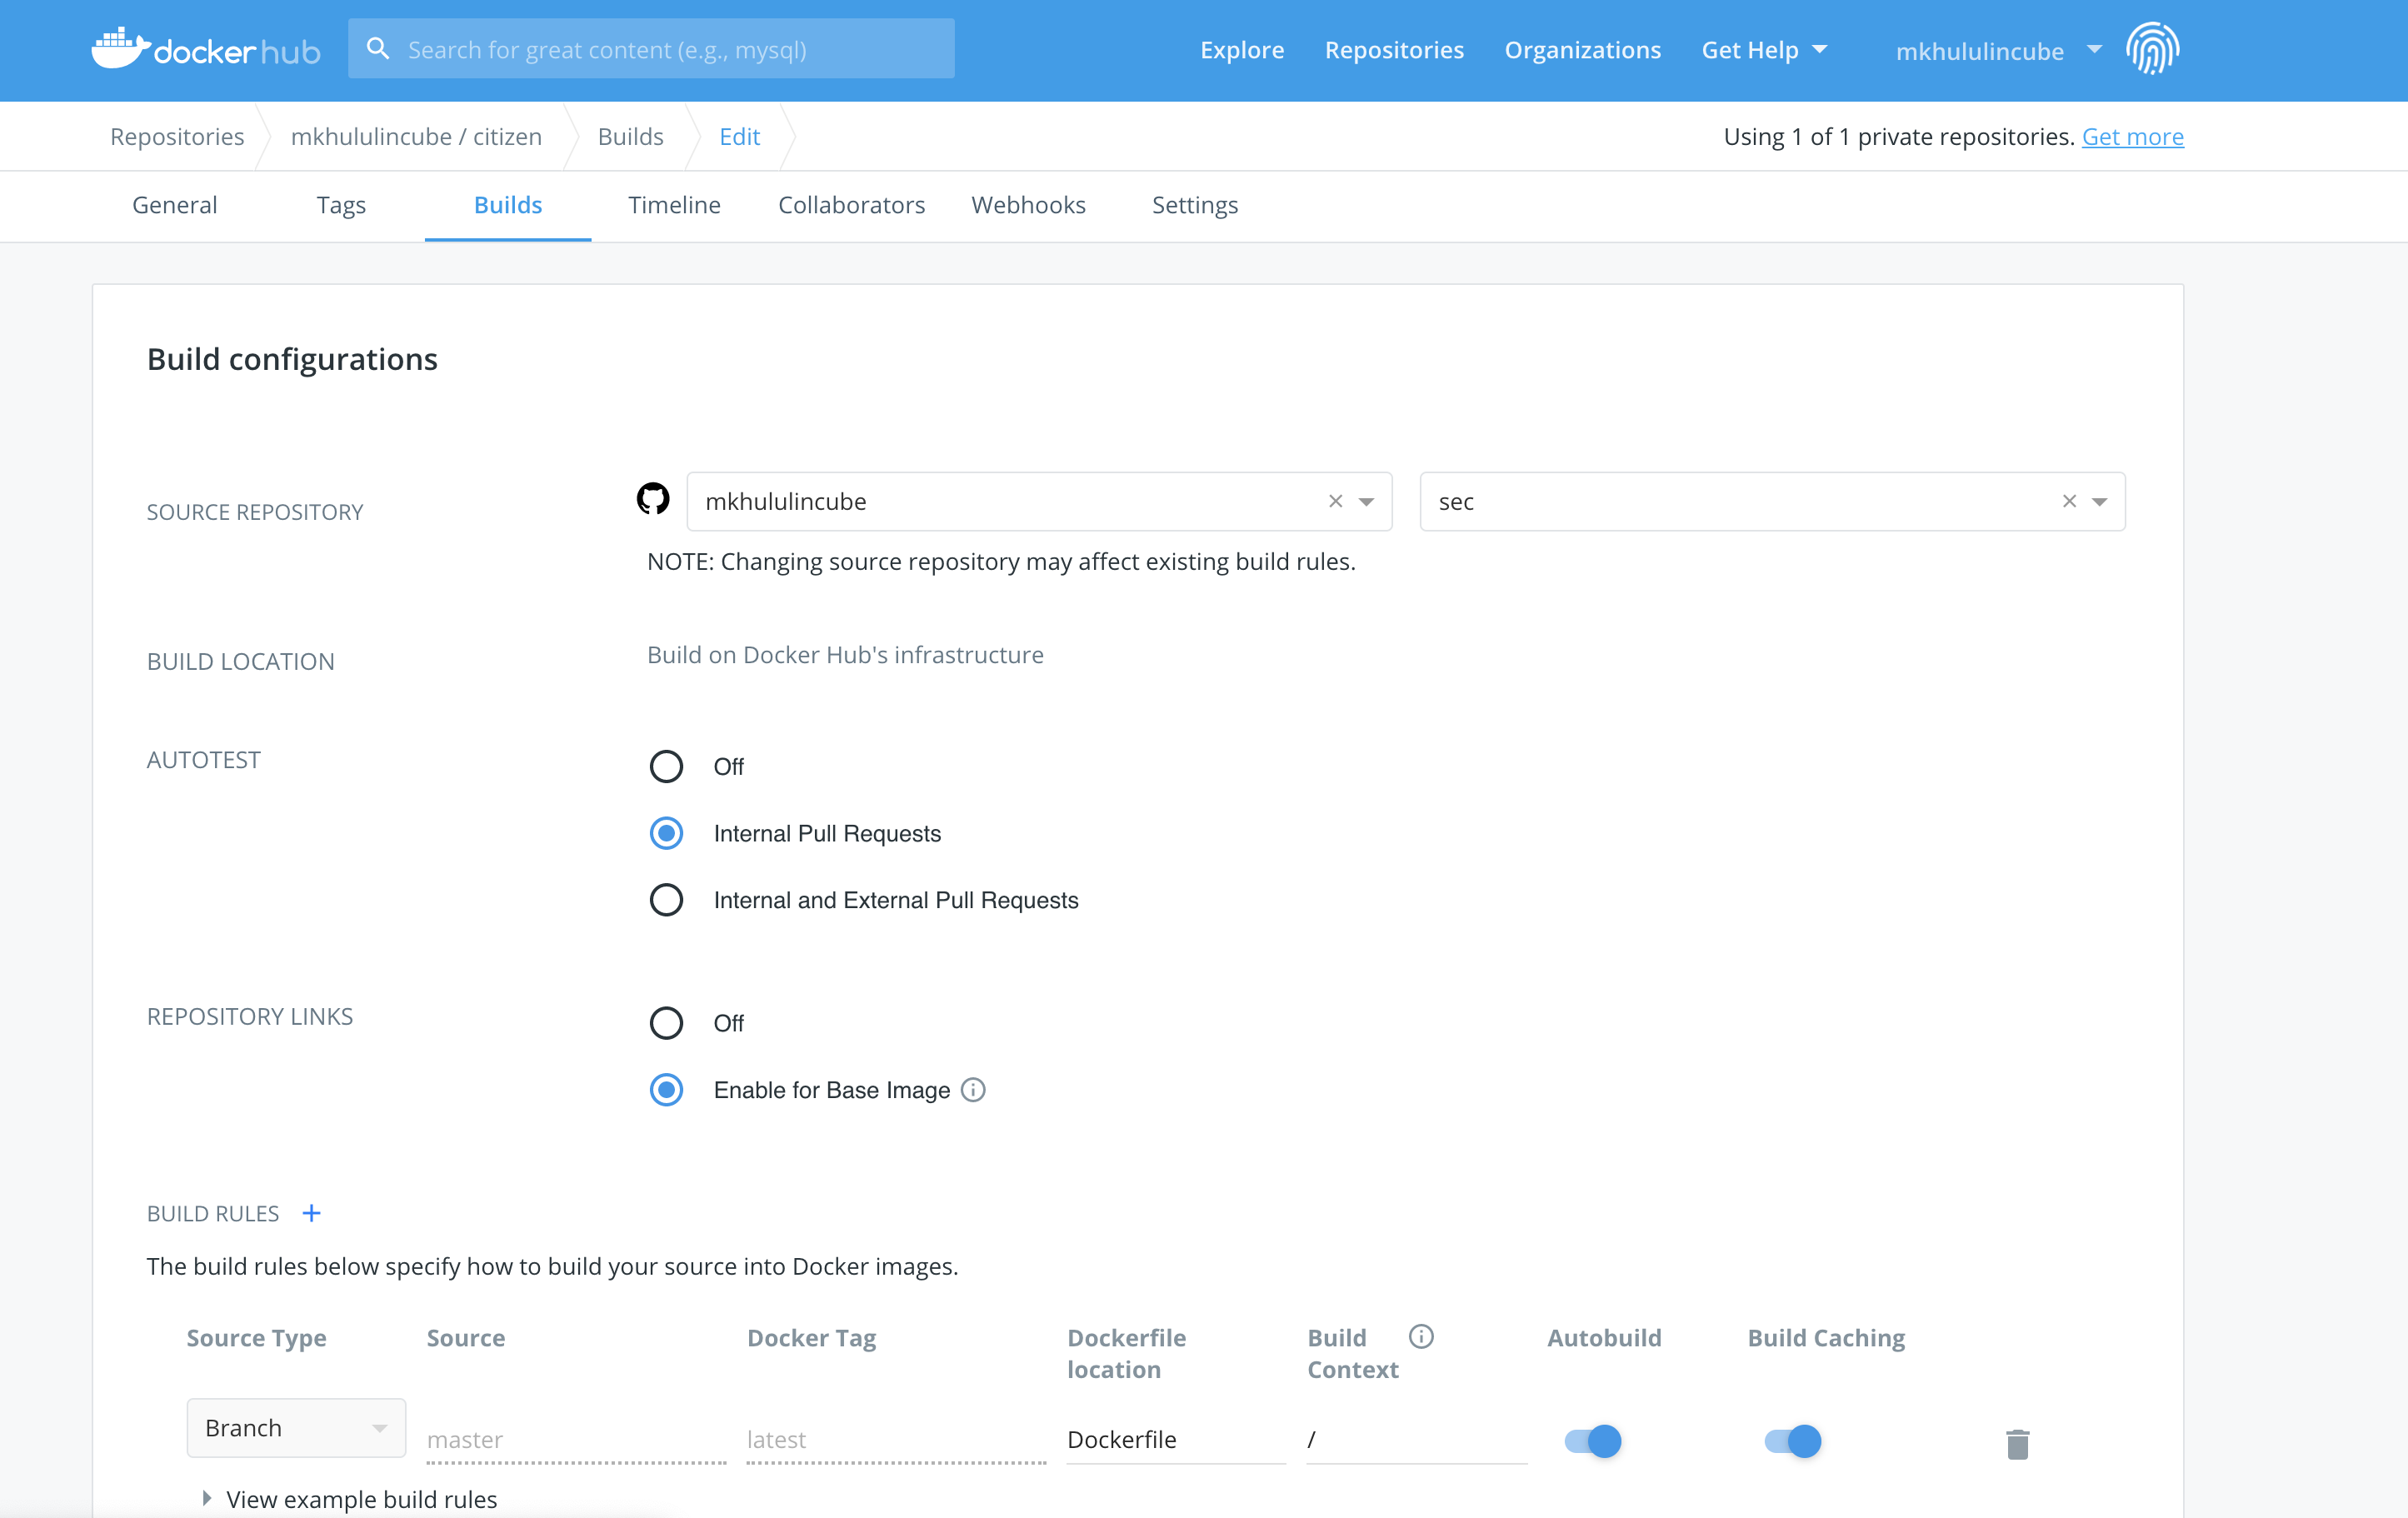 dockerhub
Search for great content (e.g., mysql)
Explore
Repositories
Organizations
Get Help
mkhululincube
Repositories
mkhululincube / citizen
Builds
Edit
Using 1 of 1 private repositories. Get more
General
Tags
Builds
Timeline
Collaborators
Webhooks
Settings
Build configurations
SOURCE REPOSITORY
mkhululincube
sec
NOTE: Changing source repository may affect existing build rules.
BUILD LOCATION
Build on Docker Hub's infrastructure
AUTOTEST
Off
Internal Pull Requests
Internal and External Pull Requests
REPOSITORY LINKS
Off
Enable for Base Image
BUILD RULES +
The build rules below specify how to build your source into Docker images.
Source Type
Source
Docker Tag
Dockerfile
location
Build
Context
Autobuild
Build Caching
Branch
master
latest
Dockerfile
/
View example build rules